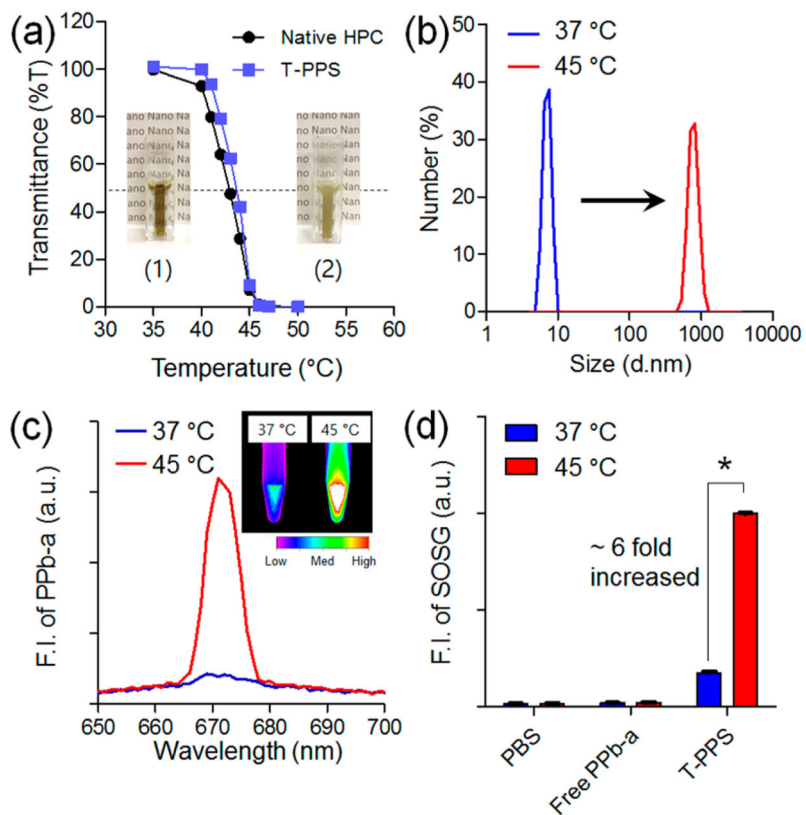 (a)
Native HPC
T-PPS
Transmittance (%T)
120
100
80
60
40
20
0
ano Nano Na
(1)
(2)
30 35 40 45 50 55 60
Temperature (°C)
(b)
37 °C
45 °C
Number (%)
50
40
30
20
10
0
1 10 100 1000 10000
Size (d.nm)
(c)
37 °C
45 °C
37 °C 45 °C
Low Med High
F.I. of PPb-a (a.u.)
650 660 670 680 690 700
Wavelength (nm)
(d)
37 °C
45 °C
*
~ 6 fold
increased
F.I. of SOSG (a.u.)
PBS
Free PPb-a
T-PPS